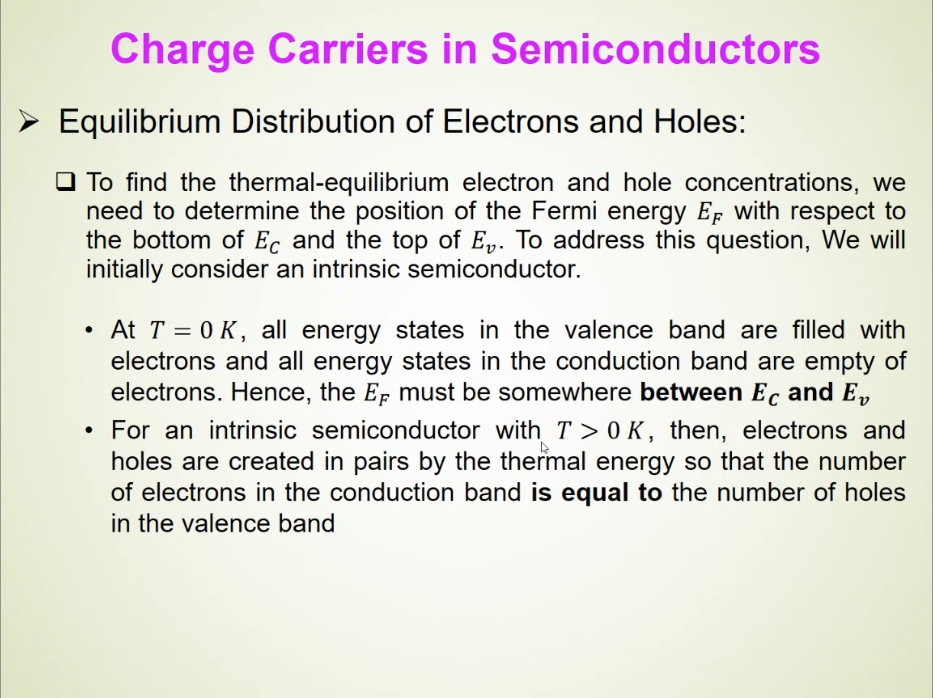 Charge Carriers in Semiconductors
➢ Equilibrium Distribution of Electrons and Holes:
❑ To find the thermal-equilibrium electron and hole concentrations, we
need to determine the position of the Fermi energy E_F with respect to
the bottom of E_C and the top of E_v. To address this question, We will
initially consider an intrinsic semiconductor.
• At T = 0 K, all energy states in the valence band are filled with
electrons and all energy states in the conduction band are empty of
electrons. Hence, the E_F must be somewhere between E_C and E_v
• For an intrinsic semiconductor with T > 0 K, then, electrons and
holes are created in pairs by the thermal energy so that the number
of electrons in the conduction band is equal to the number of holes
in the valence band